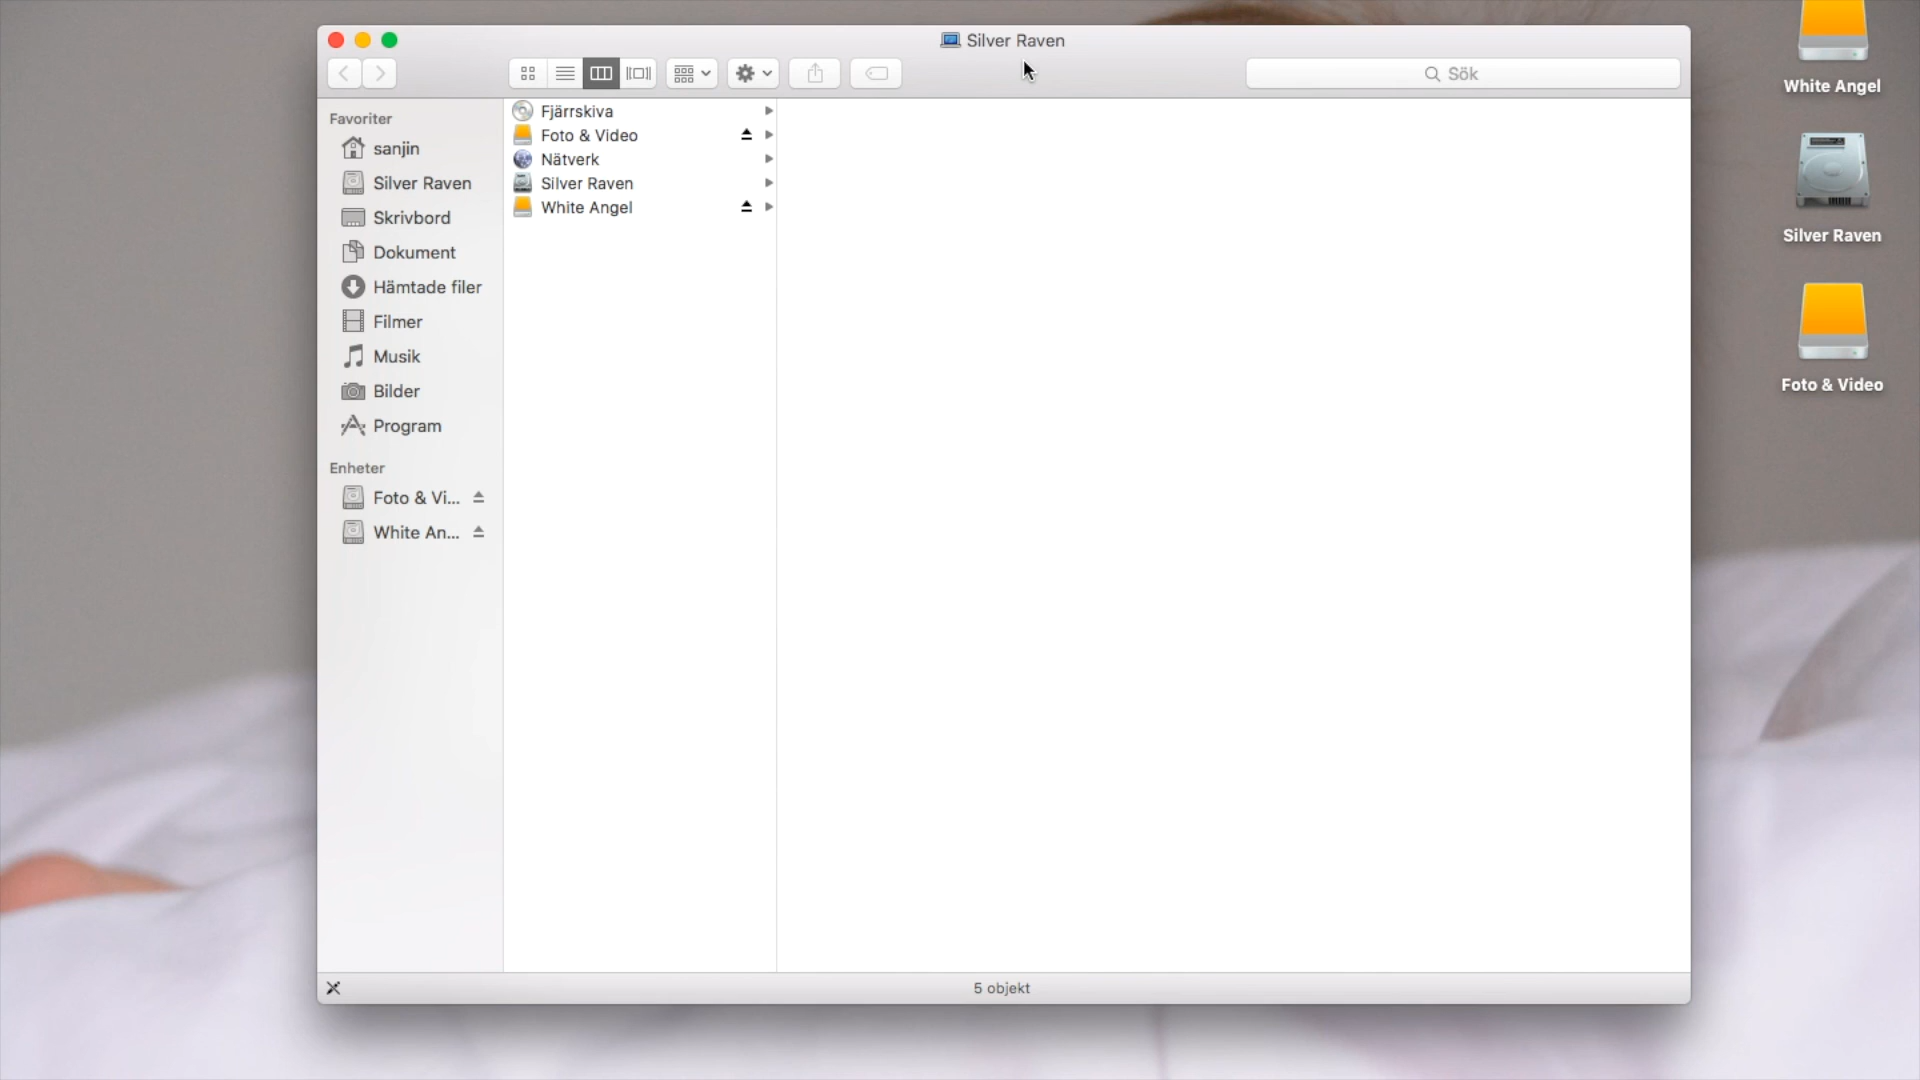 Silver Raven
Sök
Favoriter
sanjin
Silver Raven
Skrivbord
Dokument
Hämtade filer
Filmer
Musik
Bilder
Program
Enheter
Foto & Vi...
White An...
Fjärrskiva
Foto & Video
Nätverk
Silver Raven
White Angel
5 objekt
White Angel
Silver Raven
Foto & Video